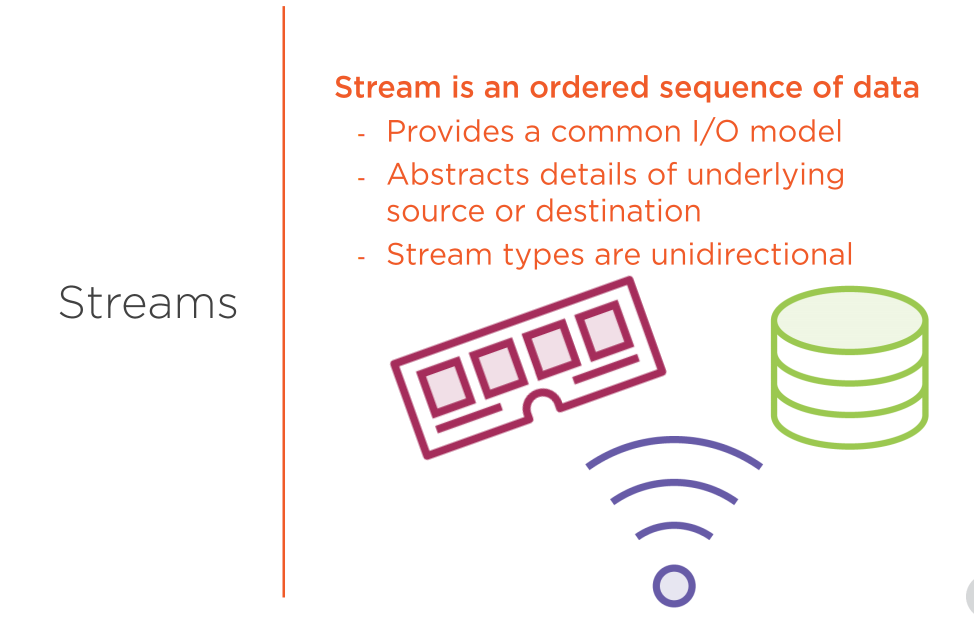 Streams
Stream is an ordered sequence of data
- Provides a common I/O model
- Abstracts details of underlying
source or destination
- Stream types are unidirectional